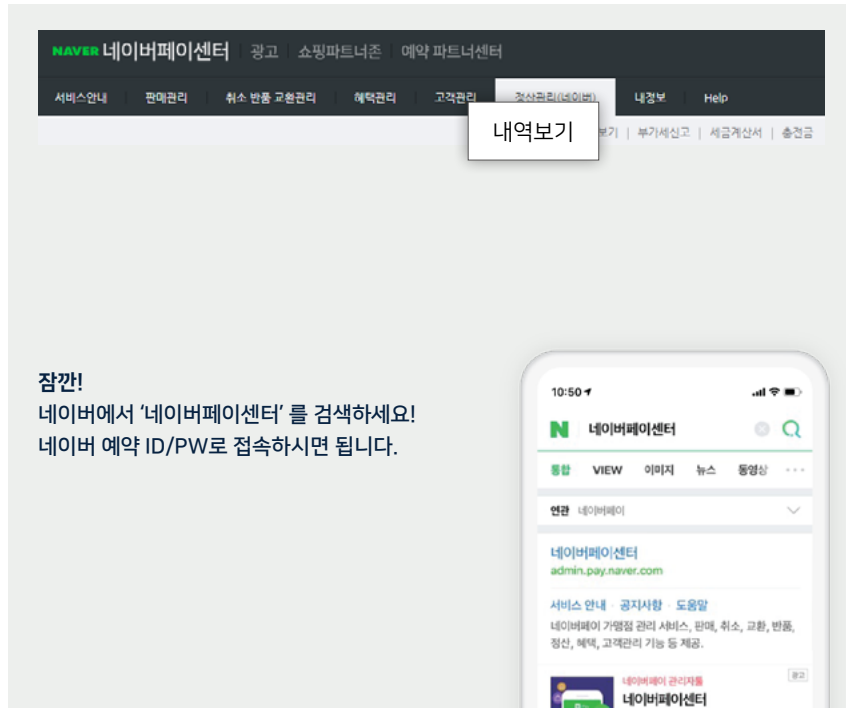 NAVER 네이버페이센터 광고 쇼핑파트너존 예약 파트너센터
서비스안내 판매관리 취소 반품 교환관리 혜택관리 고객관리 정산관리(네이버) 내정보 Help
내역보기 보기 | 부가세신고 | 세금계산서 | 충전금
잠깐!
네이버에서 ‘네이버페이센터’ 를 검색하세요!
네이버 예약 ID/PW로 접속하시면 됩니다.
10:50
N 네이버페이센터
통합 VIEW 이미지 뉴스 동영상 ···
연관 네이버페이
네이버페이센터
admin.pay.naver.com
서비스 안내 · 공지사항 · 도움말
네이버페이 가맹점 관리 서비스, 판매, 취소, 교환, 반품,
정산, 혜택, 고객관리 기능 등 제공.
광고
네이버페이 관리자툴
네이버페이센터